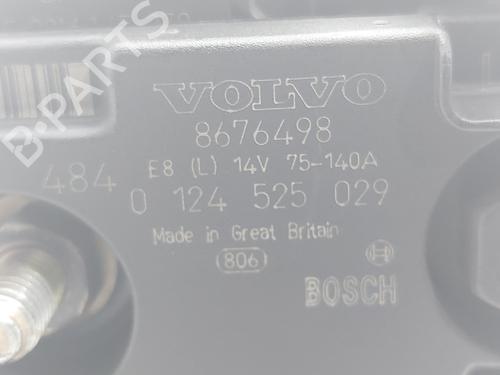 VOLVO
8676498
E8 (L) 14V 75-140A
484
0 124 525 029
Made in Great Britain
806
BOSCH
B-PARTS